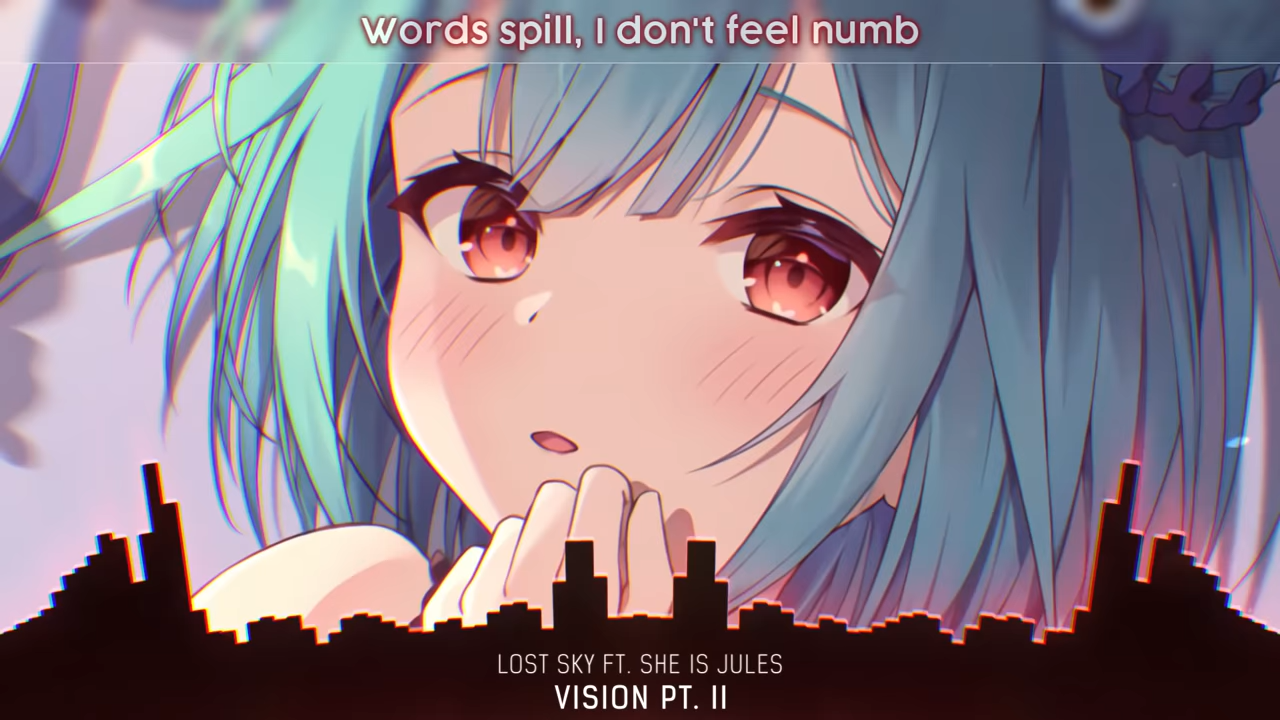 Words spill, I don't feel numb
LOST SKY FT. SHE IS JULES
VISION PT. II